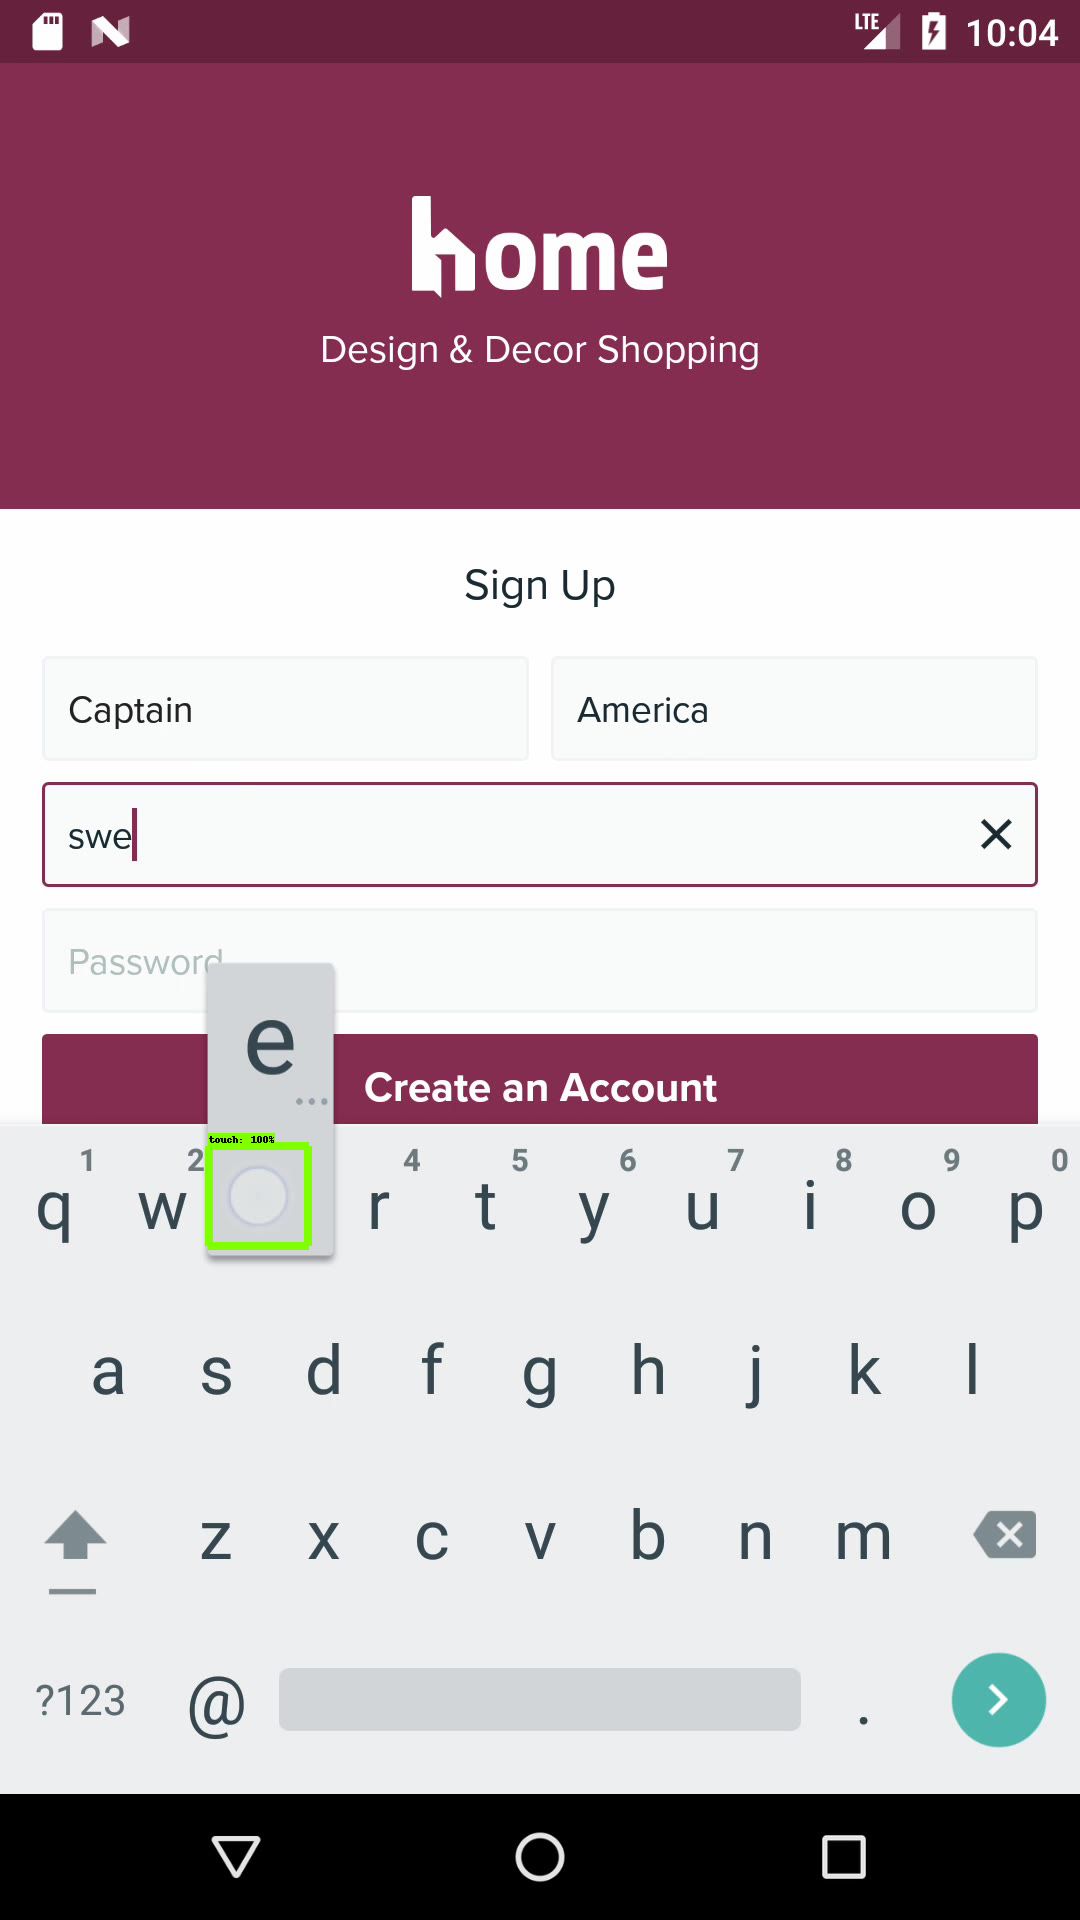 LTE 10:04
home
Design & Decor Shopping
Sign Up
Captain America
swe
Password
e
...
Create an Account
touch: 100%
1 2 4 5 6 7 8 9 0
q w r t y u i o p
a s d f g h j k l
z x c v b n m
?123 @ .